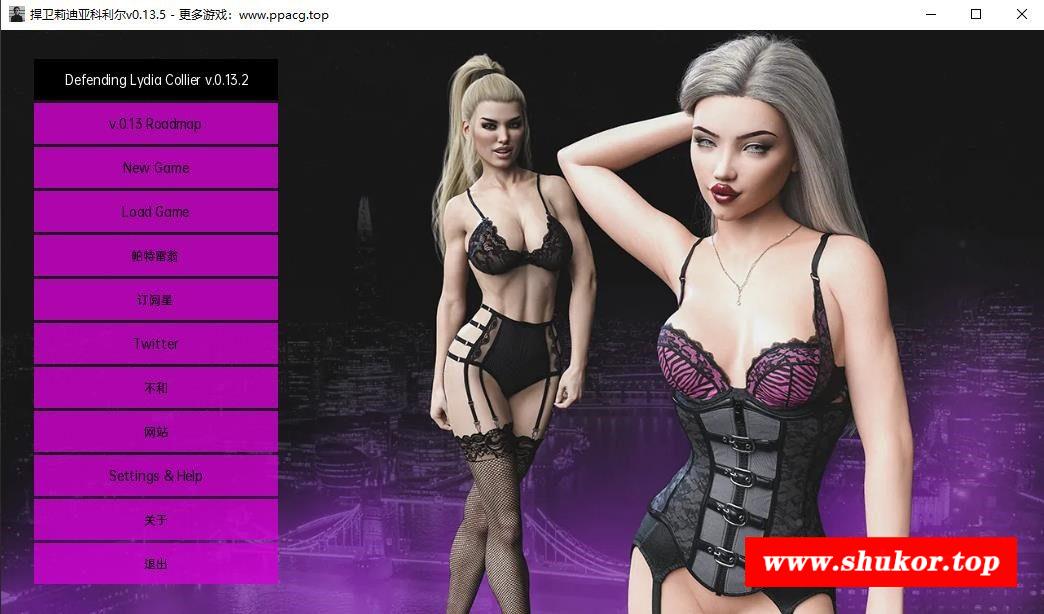 捍卫莉迪亚科利尔v0.13.5 - 更多游戏：www.ppacg.top
Defending Lydia Collier v.0.13.2
v.0.13 Roadmap
New Game
Load Game
帕特雷翁
订阅星
Twitter
不和
网站
Settings & Help
关于
退出
www.shukor.top